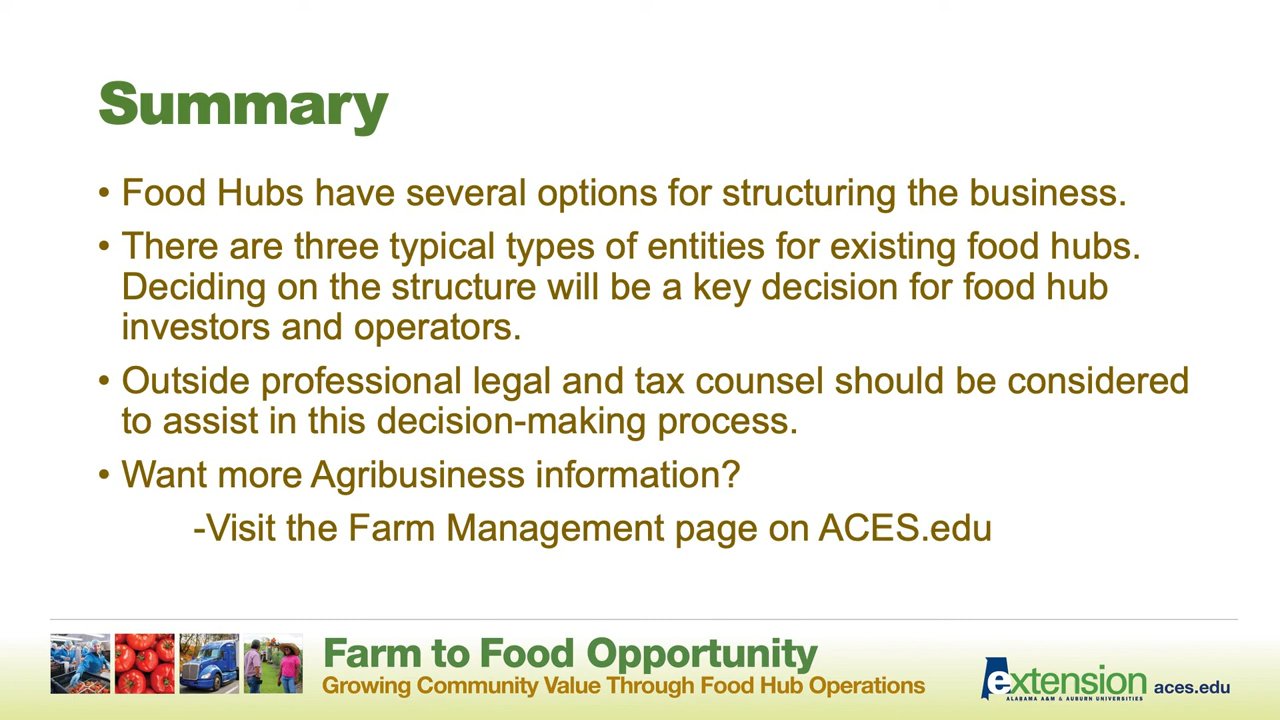 Summary
• Food Hubs have several options for structuring the business.
• There are three typical types of entities for existing food hubs.
Deciding on the structure will be a key decision for food hub
investors and operators.
• Outside professional legal and tax counsel should be considered
to assist in this decision-making process.
• Want more Agribusiness information?
-Visit the Farm Management page on ACES.edu
Farm to Food Opportunity
Growing Community Value Through Food Hub Operations
extension
ALABAMA A&M & AUBURN UNIVERSITIES
aces.edu